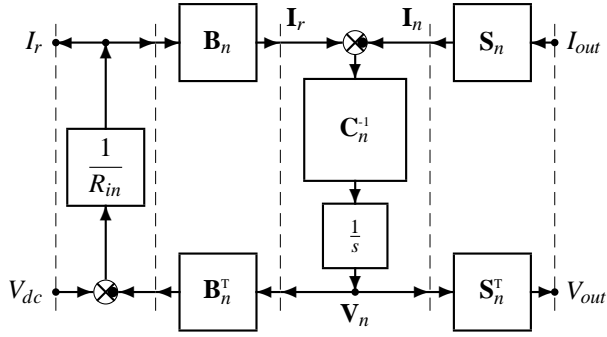 I_r B_n I_r I_n S_n I_out
C_n^-1
1/R_in
1/s
V_dc B_n^T V_n S_n^T V_out